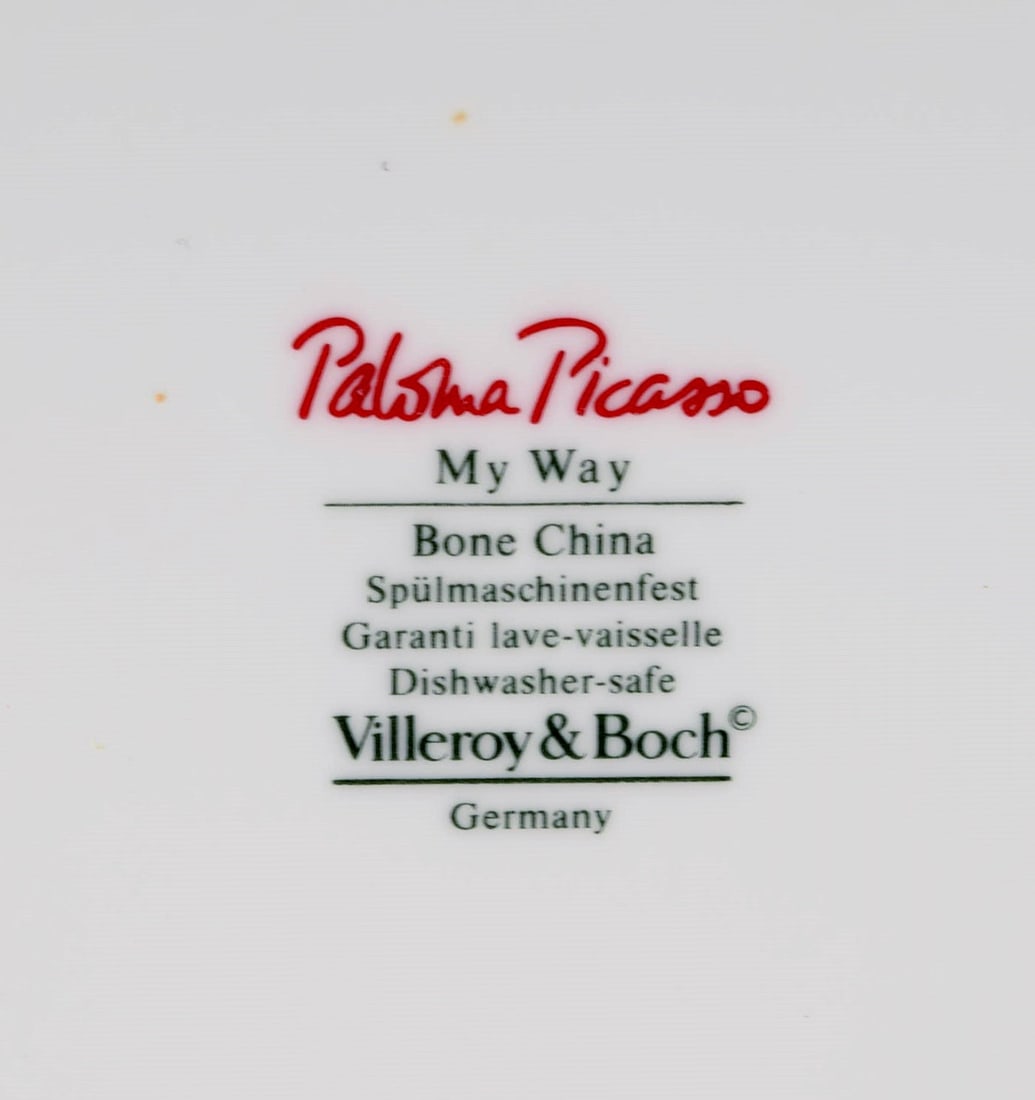 Paloma Picasso
My Way
Bone China
Spülmaschinenfest
Garanti lave-vaisselle
Dishwasher-safe
Villeroy & Boch©
Germany